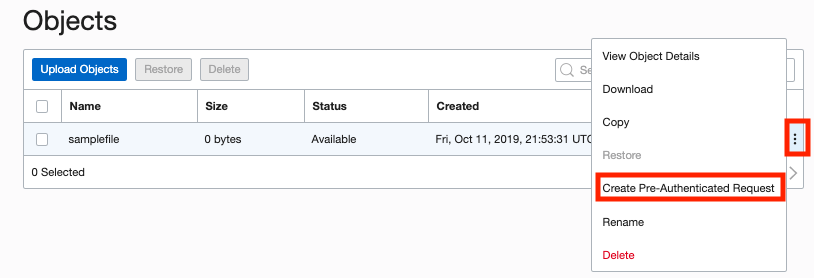 Objects
Upload Objects Restore Delete Se
Name Size Status Created
samplefile 0 bytes Available Fri, Oct 11, 2019, 21:53:31 UTC
0 Selected
View Object Details
Download
Copy
Restore
Create Pre-Authenticated Request
Rename
Delete